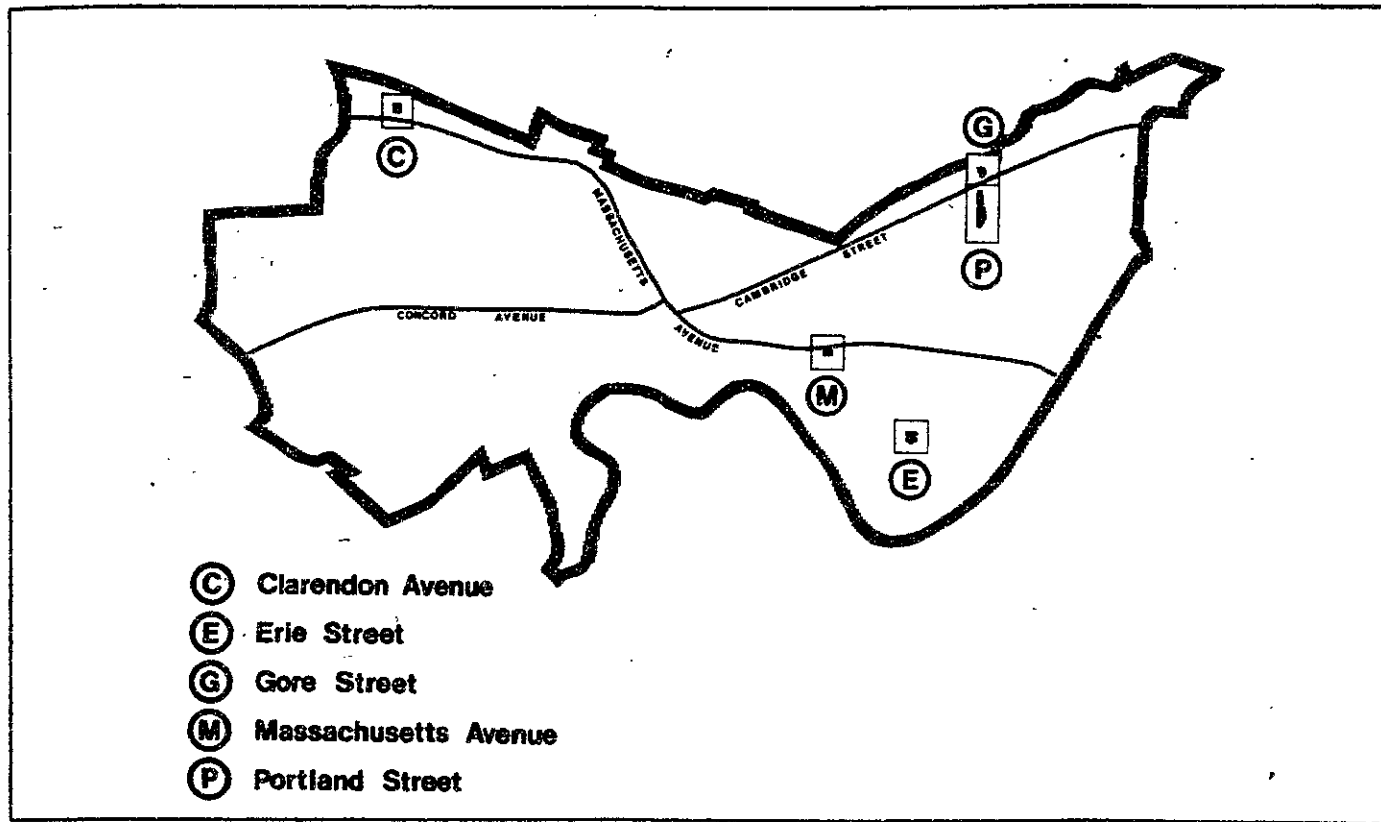 G
C
MASSACHUSETTS
CAMBRIDGE STREET
P
CONCORD AVENUE
AVENUE
M
E
C Clarendon Avenue
E Erie Street
G Gore Street
M Massachusetts Avenue
P Portland Street